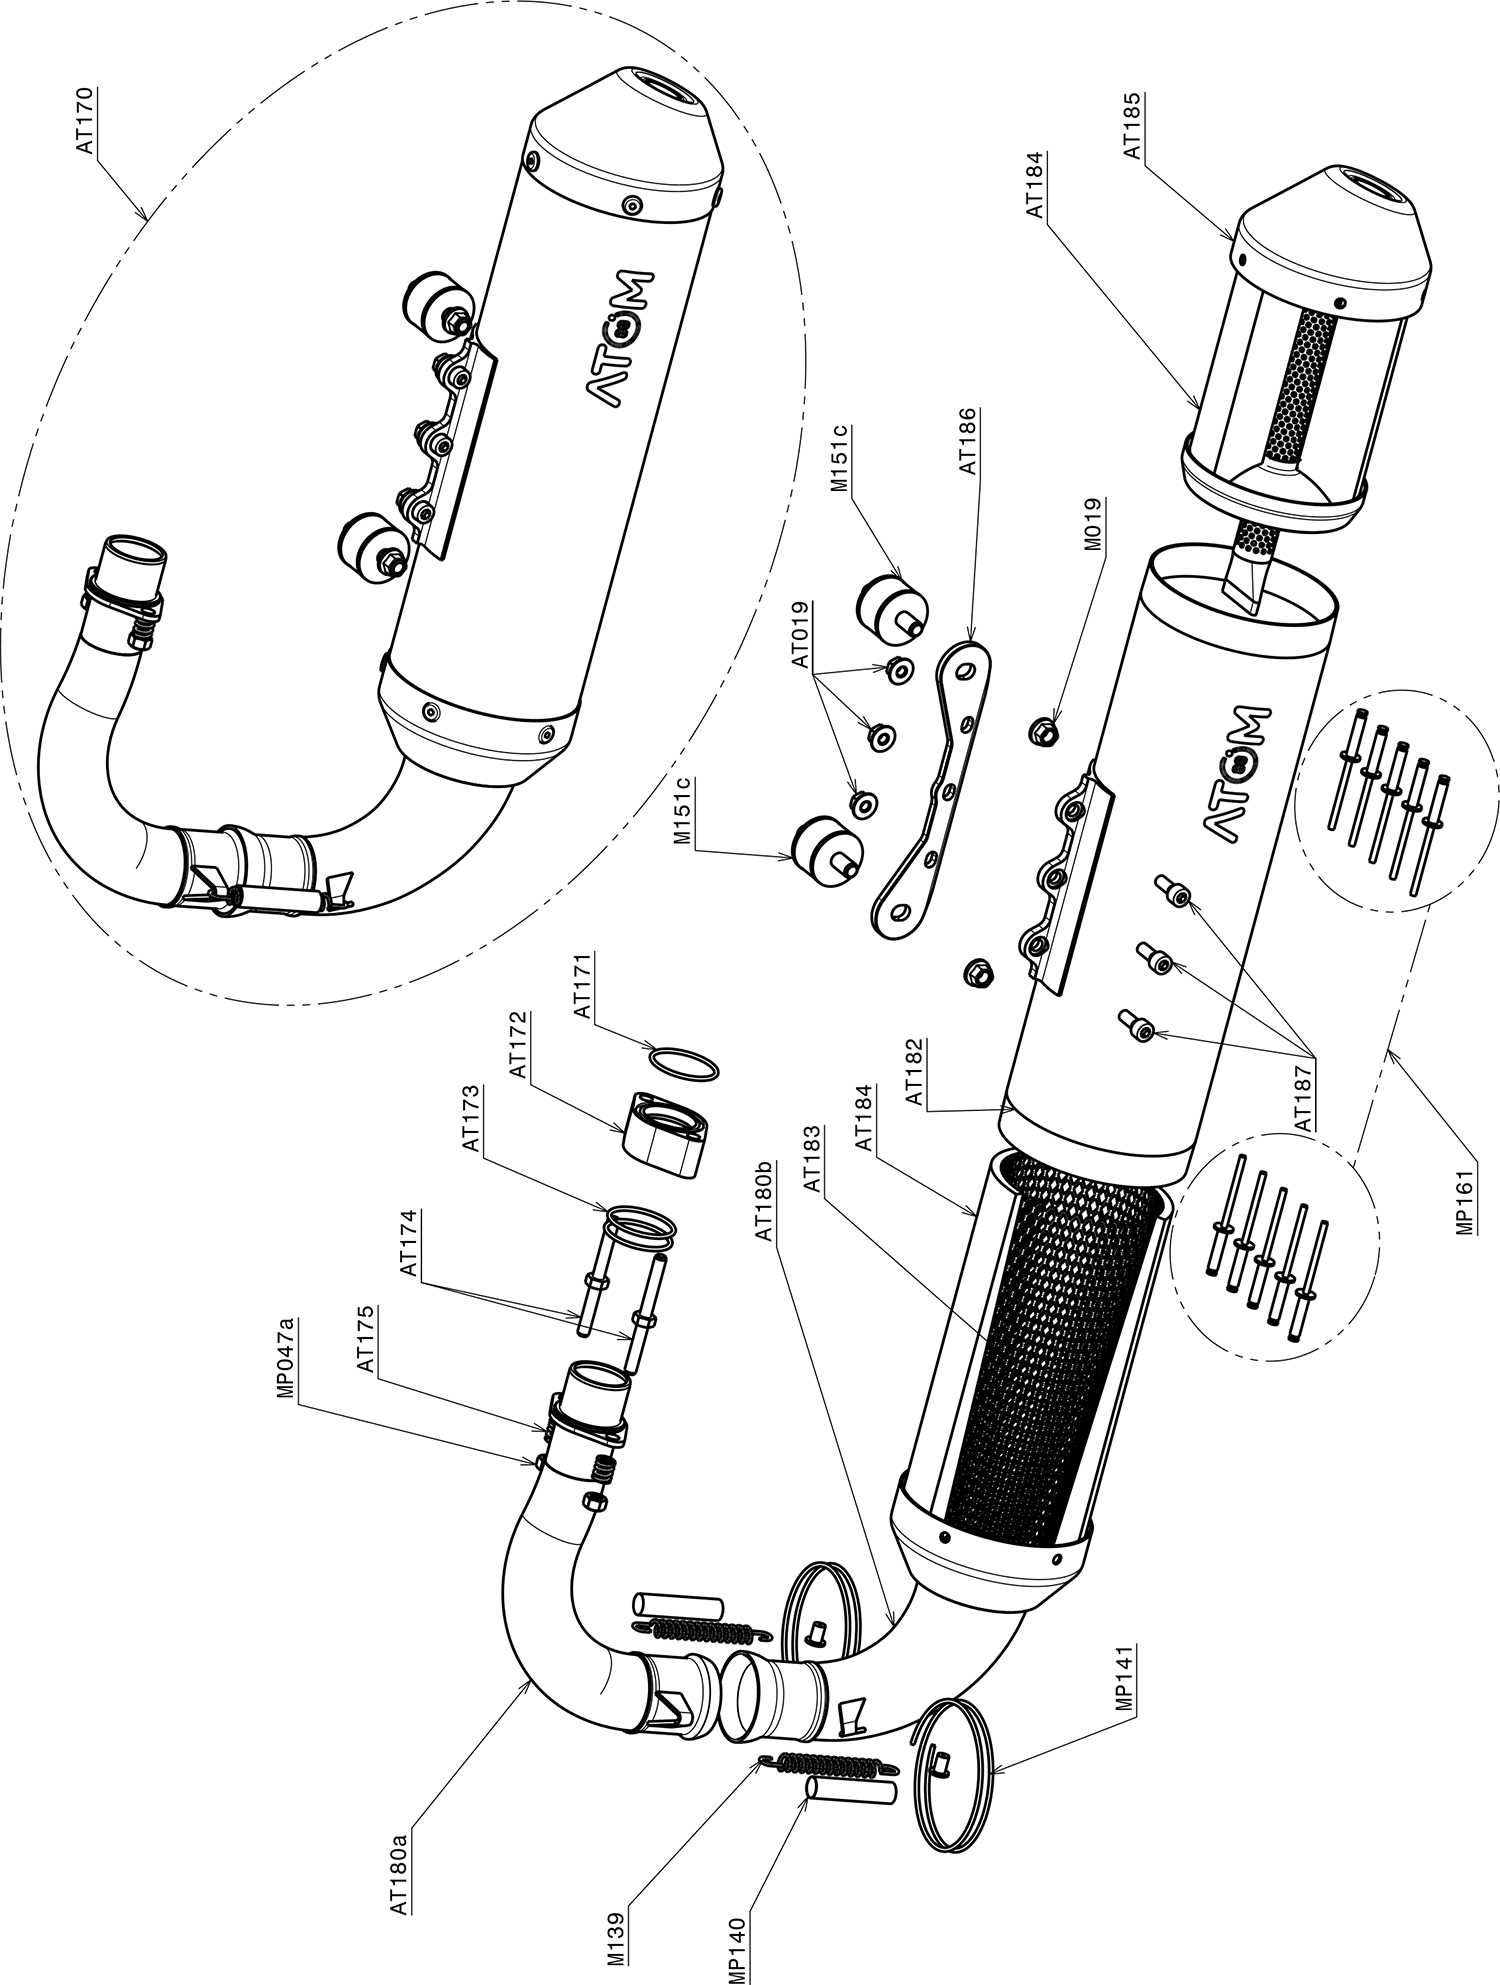 AT170
ATOM
AT185
AT184
AT186
M151c
M019
AT019
M151c
ATOM
AT171
AT172
AT173
AT174
AT175
MP047a
AT182
AT184
AT183
AT180b
AT187
MP161
MP141
AT180a
M139
MP140